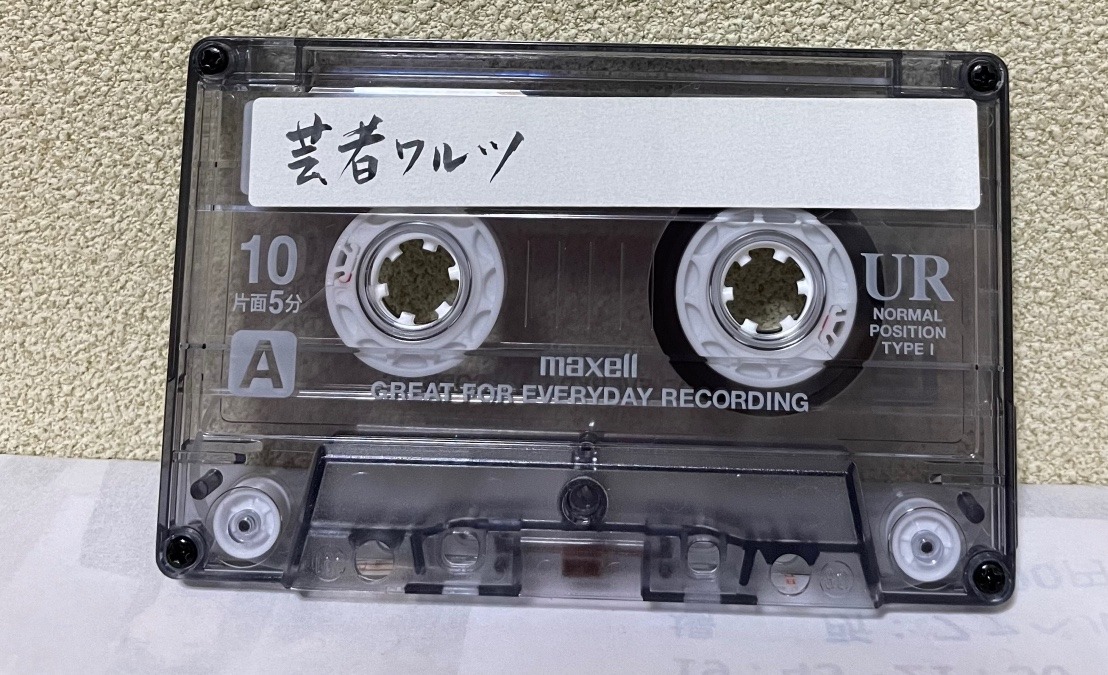 芸者ワルツ
10
片面5分
A
UR
NORMAL
POSITION
TYPE I
maxell
GREAT FOR EVERYDAY RECORDING